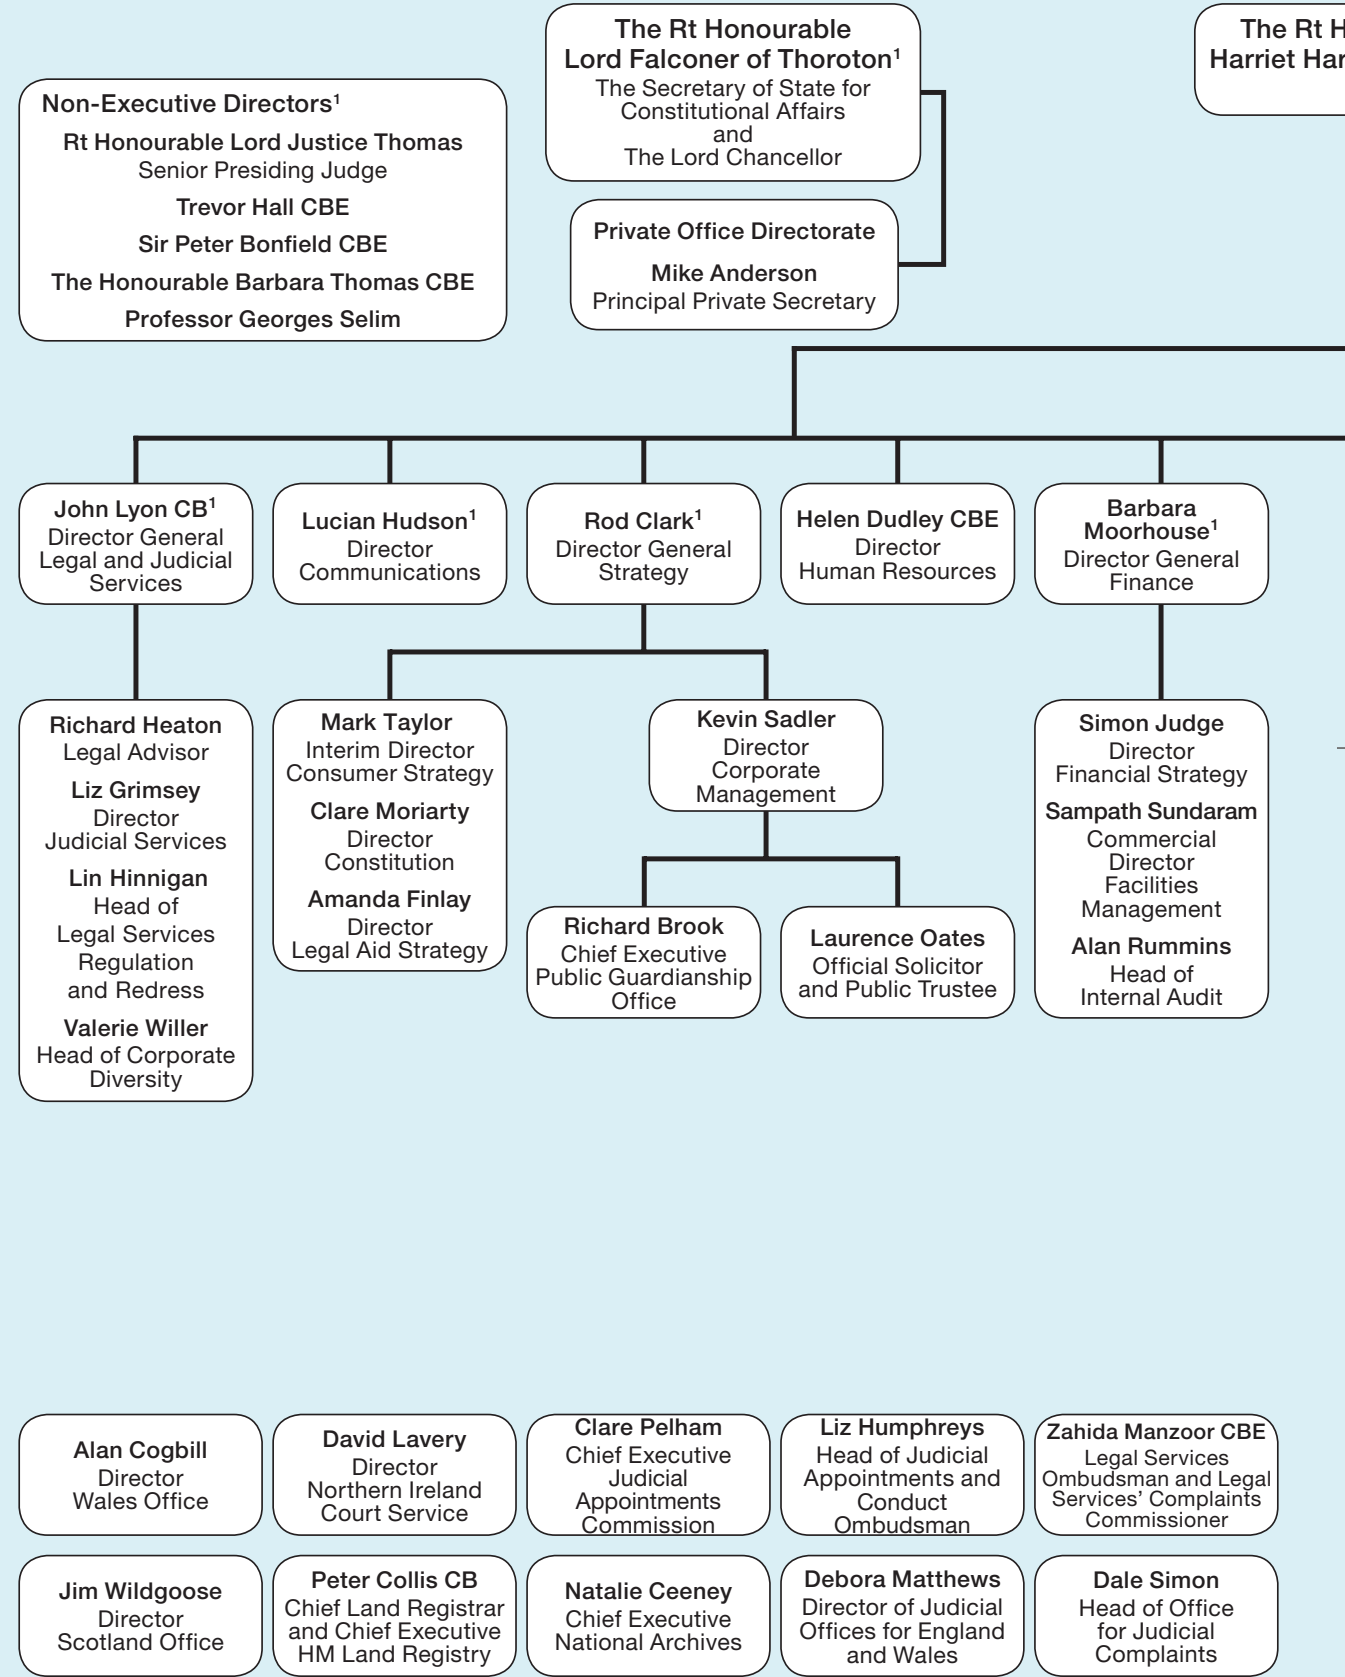 The Rt Honourable
Lord Falconer of Thoroton¹
The Secretary of State for
Constitutional Affairs
and
The Lord Chancellor
The Rt H
Harriet Har
Non-Executive Directors¹
Rt Honourable Lord Justice Thomas
Senior Presiding Judge
Trevor Hall CBE
Sir Peter Bonfield CBE
The Honourable Barbara Thomas CBE
Professor Georges Selim
Private Office Directorate
Mike Anderson
Principal Private Secretary
John Lyon CB¹
Director General
Legal and Judicial
Services
Lucian Hudson¹
Director
Communications
Rod Clark¹
Director General
Strategy
Helen Dudley CBE
Director
Human Resources
Barbara
Moorhouse¹
Director General
Finance
Richard Heaton
Legal Advisor
Liz Grimsey
Director
Judicial Services
Lin Hinnigan
Head of
Legal Services
Regulation
and Redress
Valerie Willer
Head of Corporate
Diversity
Mark Taylor
Interim Director
Consumer Strategy
Clare Moriarty
Director
Constitution
Amanda Finlay
Director
Legal Aid Strategy
Kevin Sadler
Director
Corporate
Management
Richard Brook
Chief Executive
Public Guardianship
Office
Laurence Oates
Official Solicitor
and Public Trustee
Simon Judge
Director
Financial Strategy
Sampath Sundaram
Commercial
Director
Facilities
Management
Alan Rummins
Head of
Internal Audit
Alan Cogbill
Director
Wales Office
David Lavery
Director
Northern Ireland
Court Service
Clare Pelham
Chief Executive
Judicial
Appointments
Commission
Liz Humphreys
Head of Judicial
Appointments and
Conduct
Ombudsman
Zahida Manzoor CBE
Legal Services
Ombudsman and Legal
Services' Complaints
Commissioner
Jim Wildgoose
Director
Scotland Office
Peter Collis CB
Chief Land Registrar
and Chief Executive
HM Land Registry
Natalie Ceeney
Chief Executive
National Archives
Debora Matthews
Director of Judicial
Offices for England
and Wales
Dale Simon
Head of Office
for Judicial
Complaints